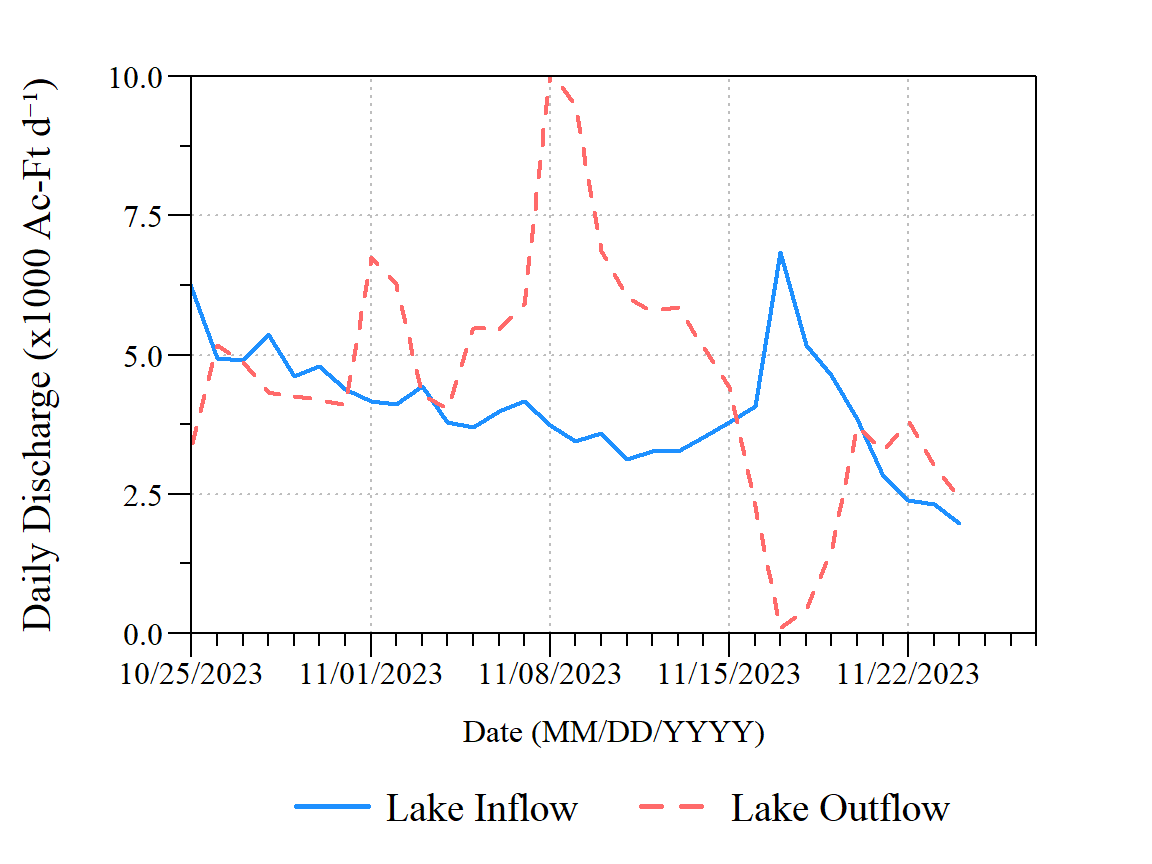 Daily Discharge (x1000 Ac-Ft d⁻¹)
10.0
7.5
5.0
2.5
0.0
10/25/2023 11/01/2023 11/08/2023 11/15/2023 11/22/2023
Date (MM/DD/YYYY)
Lake Inflow Lake Outflow